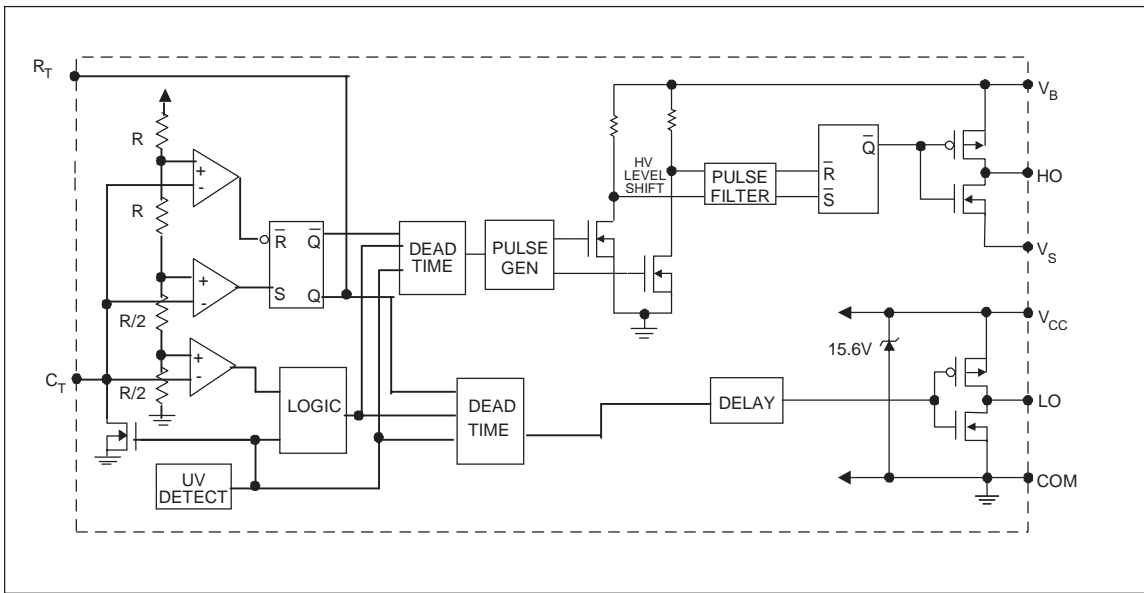 R_T
V_B
R
HV
LEVEL
SHIFT
+
-
R
R̅
Q̅
S
Q
DEAD
TIME
PULSE
GEN
PULSE
FILTER
R̅
S̅
Q̅
HO
V_S
+
-
R/2
V_CC
15.6V
C_T
R/2
+
-
LOGIC
DEAD
TIME
DELAY
LO
UV
DETECT
COM